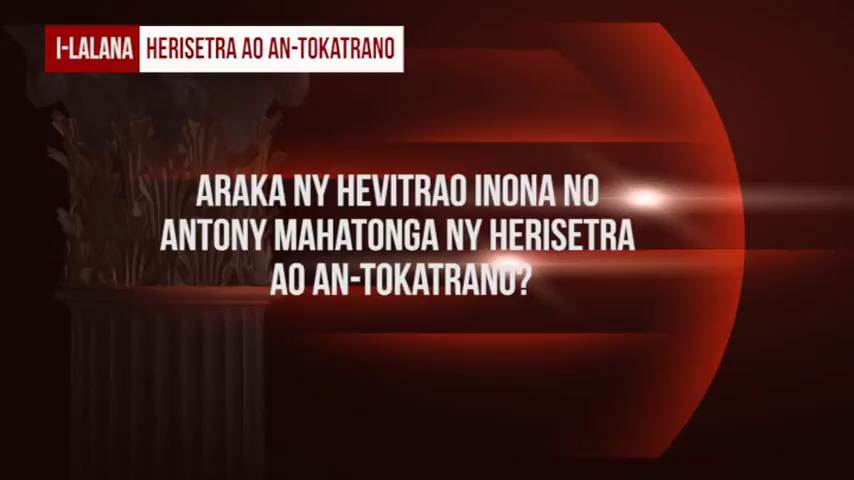 I-LALANA HERISETRA AO AN-TOKATRANO
ARAKA NY HEVITRAO INONA NO
ANTONY MAHATONGA NY HERISETRA
AO AN-TOKATRANO?